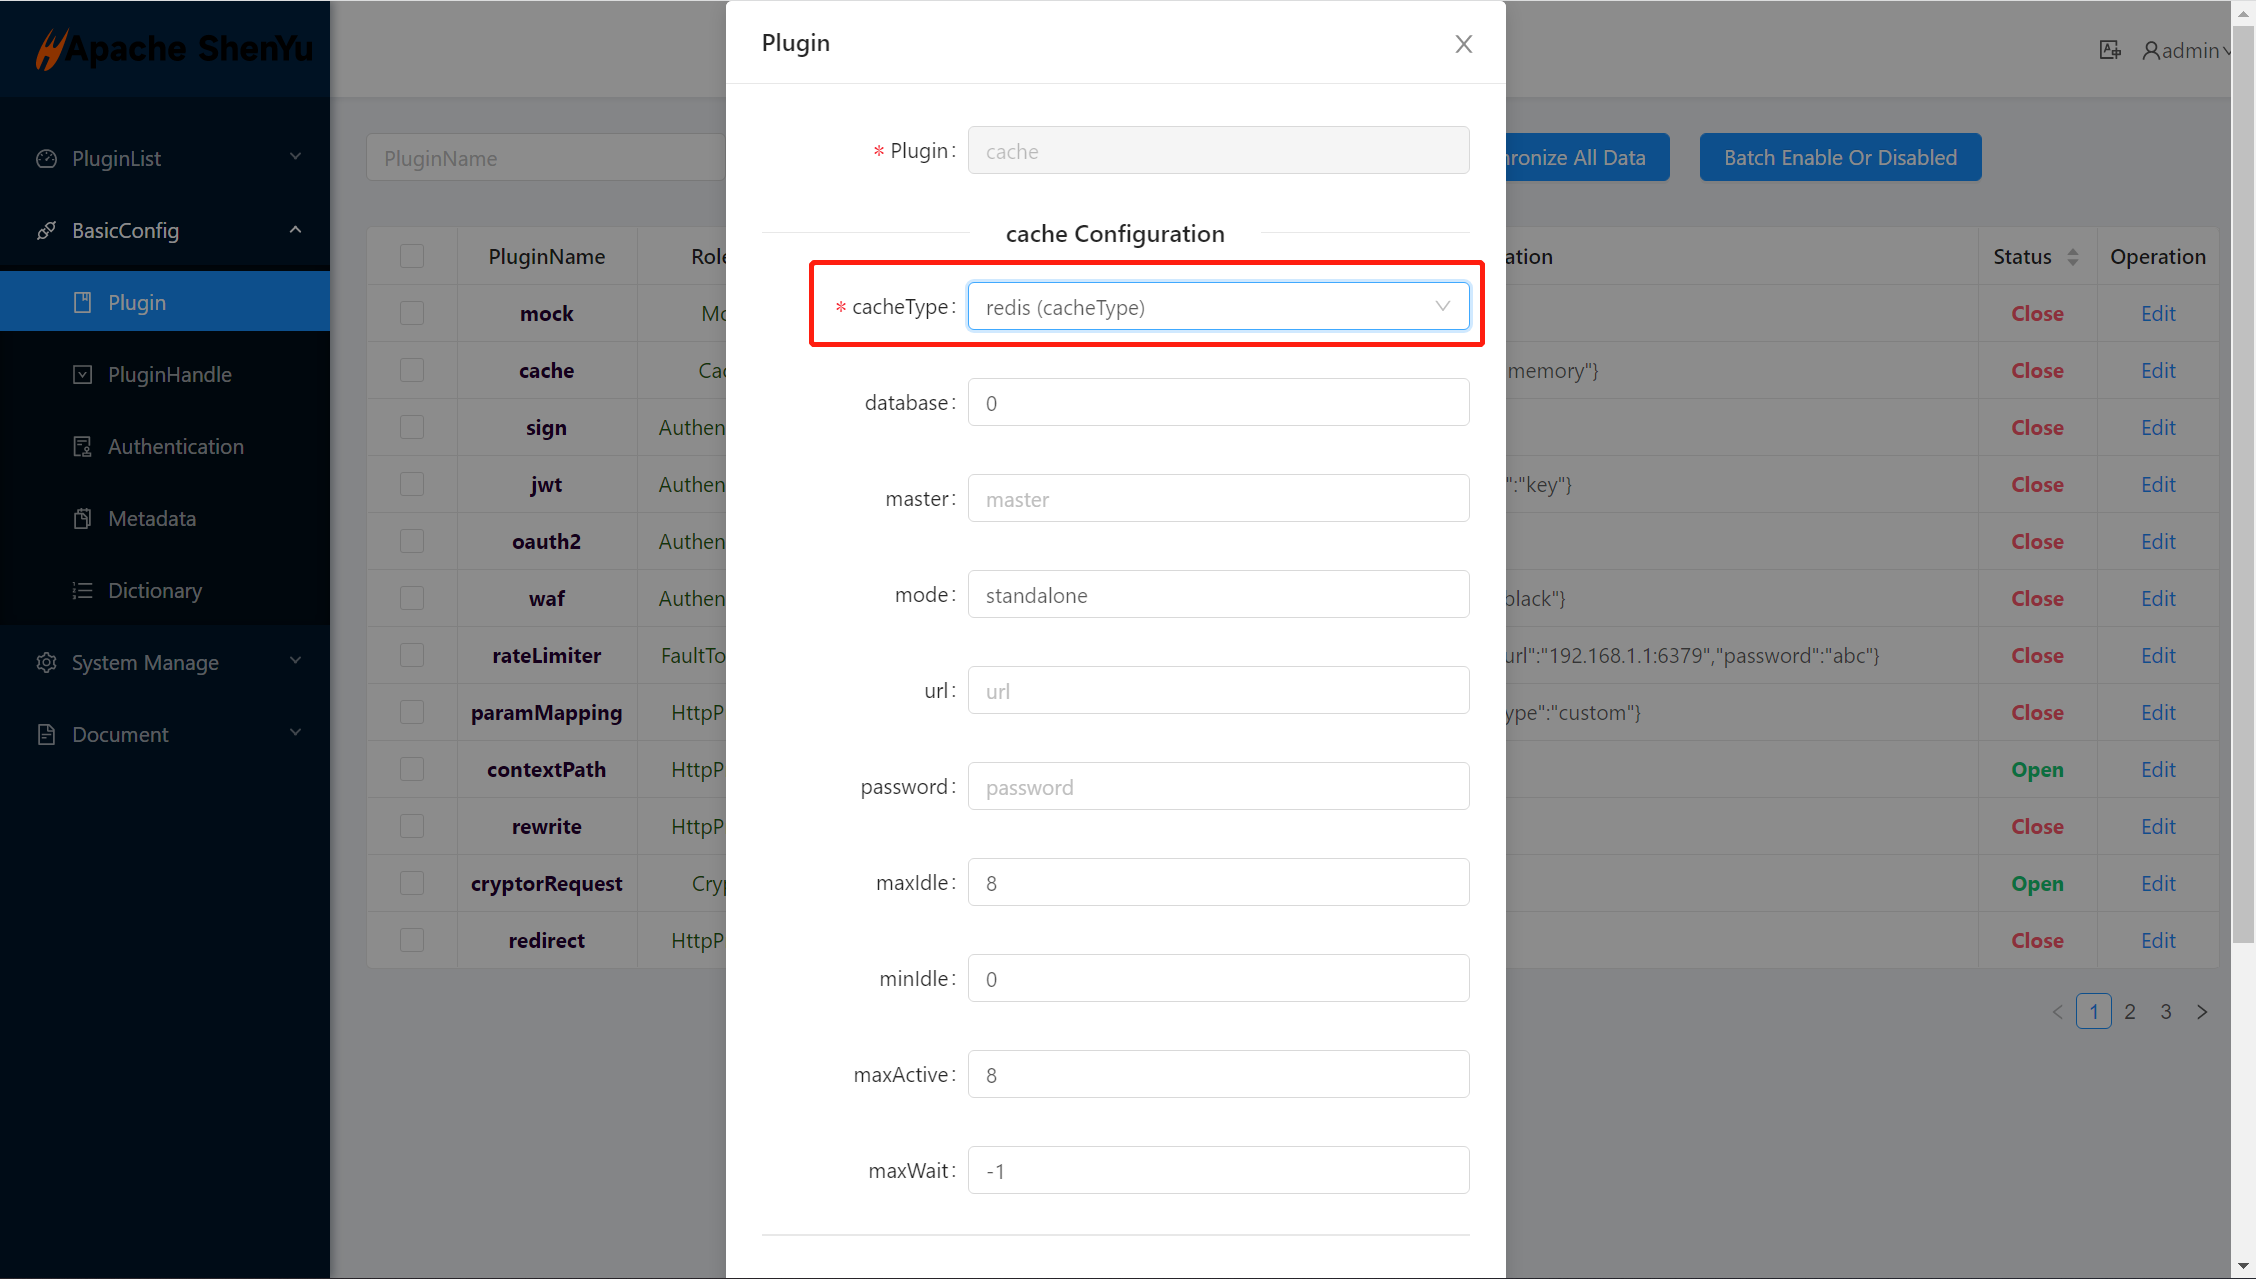 Apache ShenYu
PluginList
BasicConfig
Plugin
PluginHandle
Authentication
Metadata
Dictionary
System Manage
Document
admin
PluginName
hronize All Data
Batch Enable Or Disabled
PluginName Role ation Status Operation
mock Mo Close Edit
cache Cac memory"} Close Edit
sign Authen Close Edit
jwt Authen ":"key"} Close Edit
oauth2 Authen Close Edit
waf Authen black"} Close Edit
rateLimiter FaultTo url":"192.168.1.1:6379","password":"abc"} Close Edit
paramMapping HttpP ype":"custom"} Close Edit
contextPath HttpP Open Edit
rewrite HttpP Close Edit
cryptorRequest Cryp Open Edit
redirect HttpP Close Edit
1 2 3
Plugin
* Plugin: cache
cache Configuration
* cacheType: redis (cacheType)
database: 0
master: master
mode: standalone
url: url
password: password
maxIdle: 8
minIdle: 0
maxActive: 8
maxWait: -1